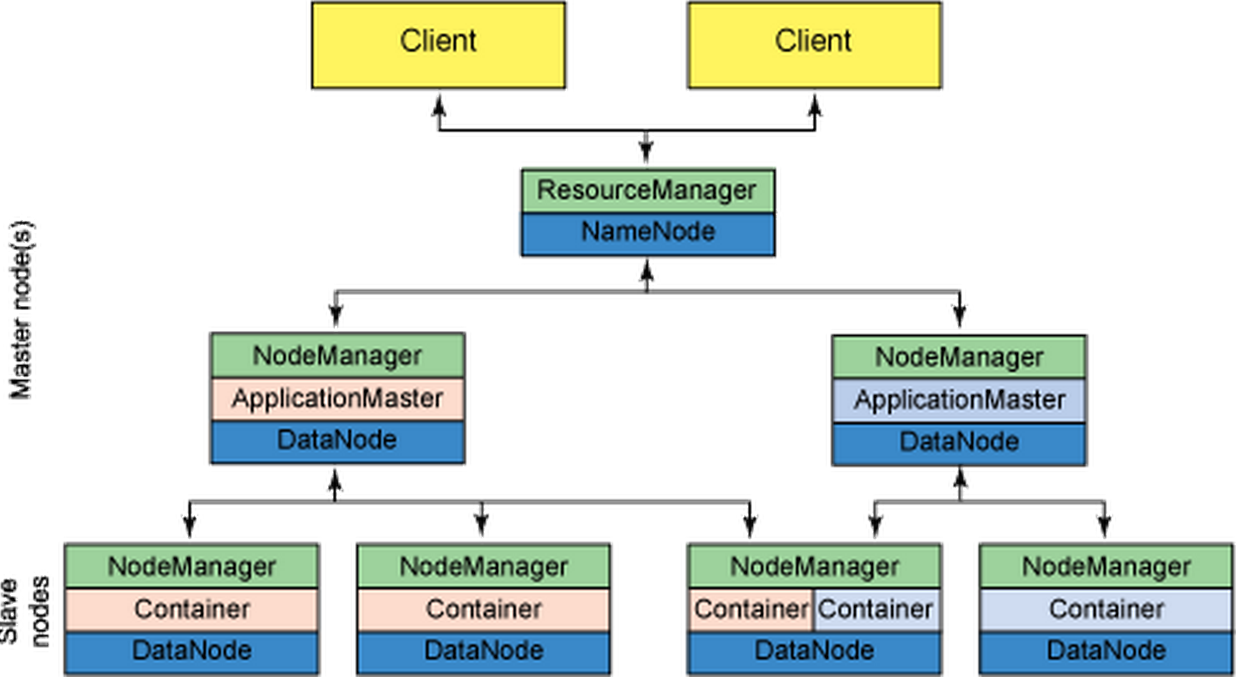 Client
Client
ResourceManager
NameNode
Master node(s)
NodeManager
ApplicationMaster
DataNode
NodeManager
ApplicationMaster
DataNode
Slave
nodes
NodeManager
Container
DataNode
NodeManager
Container
DataNode
NodeManager
Container Container
DataNode
NodeManager
Container
DataNode